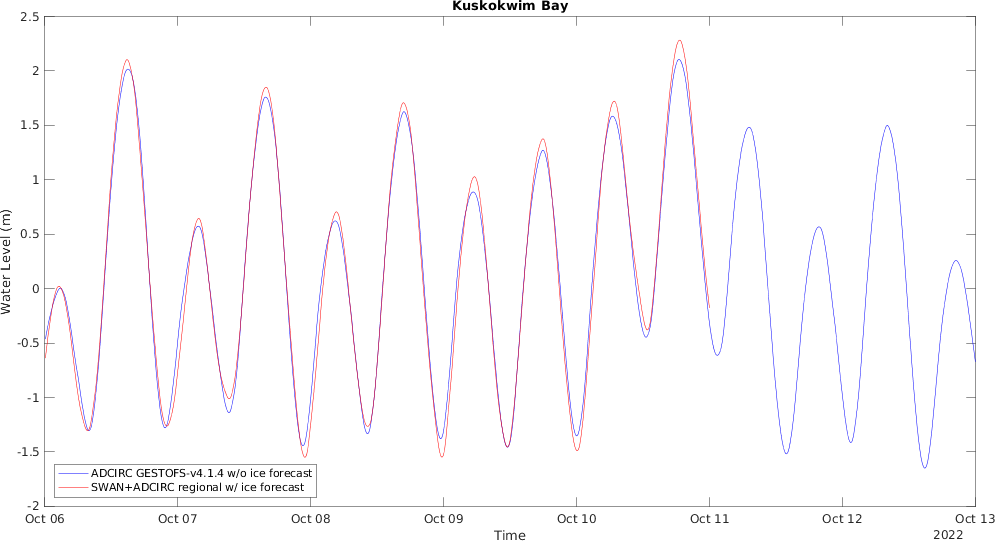 Kuskokwim Bay
2.5
2
1.5
1
0.5
0
-0.5
-1
-1.5
-2
Water Level (m)
ADCIRC GESTOFS-v4.1.4 w/o ice forecast
SWAN+ADCIRC regional w/ ice forecast
Oct 06 Oct 07 Oct 08 Oct 09 Oct 10 Oct 11 Oct 12 Oct 13
Time
2022